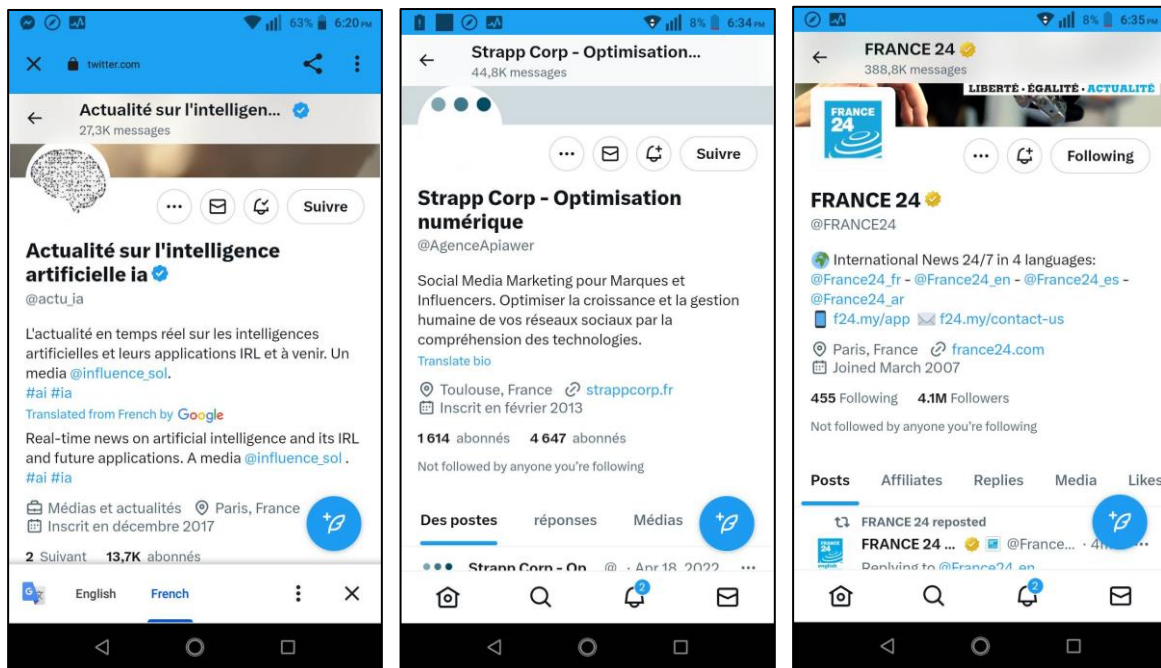 63% 6:20 PM
twitter.com
Actualité sur l'intelligen...
27,3K messages
Suivre
Actualité sur l'intelligence
artificielle ia
@actu_ia
L'actualité en temps réel sur les intelligences
artificielles et leurs applications IRL et à venir. Un
media @influence_sol.
#ai #ia
Translated from French by Google
Real-time news on artificial intelligence and its IRL
and future applications. A media @influence_sol .
#ai #ia
Médias et actualités Paris, France
Inscrit en décembre 2017
2 Suivant 13,7K abonnés
English French
8% 6:34 PM
Strapp Corp - Optimisation...
44,8K messages
Suivre
Strapp Corp - Optimisation
numérique
@AgenceApiawer
Social Media Marketing pour Marques et
Influencers. Optimiser la croissance et la gestion
humaine de vos réseaux sociaux par la
compréhension des technologies.
Translate bio
Toulouse, France strappcorp.fr
Inscrit en février 2013
1 614 abonnés 4 647 abonnés
Not followed by anyone you're following
Des postes réponses Médias
Strapp Corp - Op... @ · Apr 18, 2022 ...
2
8% 6:35 PM
FRANCE 24
388,8K messages
LIBERTÉ · ÉGALITÉ · ACTUALITÉ
FRANCE
24
Following
FRANCE 24
@FRANCE24
International News 24/7 in 4 languages:
@France24_fr - @France24_en - @France24_es -
@France24_ar
f24.my/app f24.my/contact-us
Paris, France france24.com
Joined March 2007
455 Following 4.1M Followers
Not followed by anyone you're following
Posts Affiliates Replies Media Likes
FRANCE 24 reposted
FRANCE 24 ... @France... ·
Replying to @France24_en
2